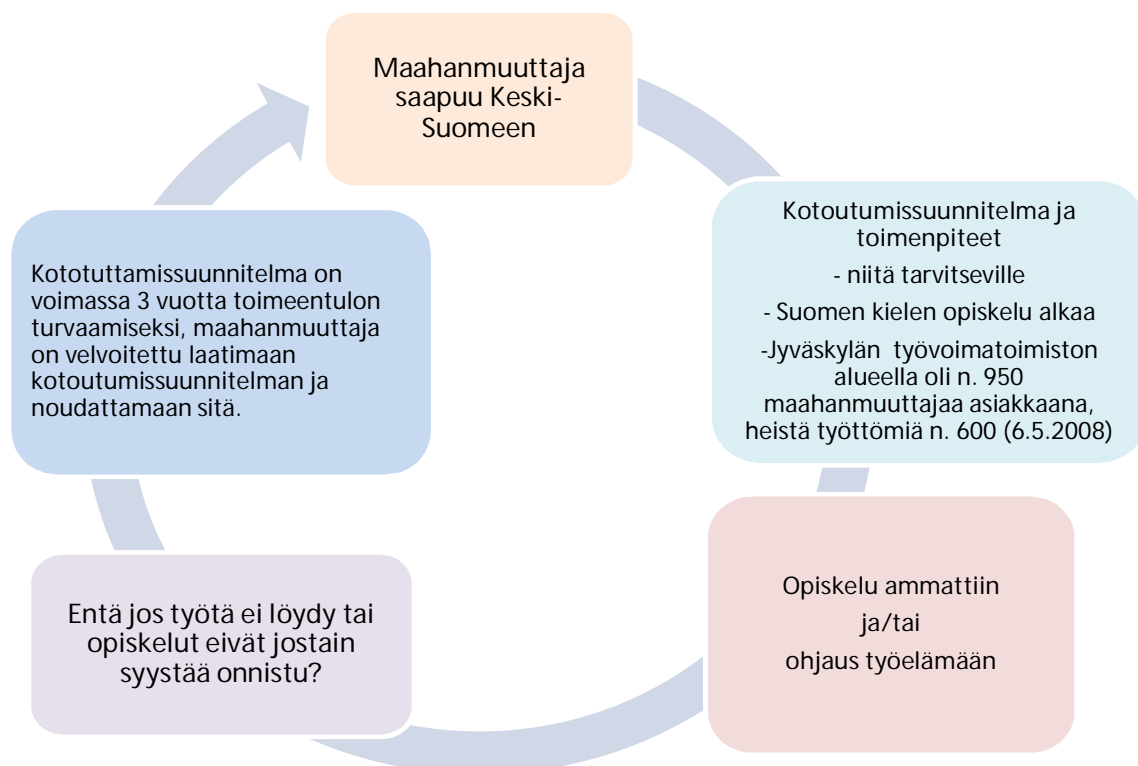 Maahanmuuttaja
saapuu Keski-
Suomeen
Kotoutumissuunnitelma ja
toimenpiteet
- niitä tarvitseville
- Suomen kielen opiskelu alkaa
-Jyväskylän työvoimatoimiston
alueella oli n. 950
maahanmuuttajaa asiakkaana,
heistä työttömiä n. 600 (6.5.2008)
Opiskelu ammattiin
ja/tai
ohjaus työelämään
Entä jos työtä ei löydy tai
opiskelut eivät jostain
syystää onnistu?
Kototuttamissuunnitelma on
voimassa 3 vuotta toimeentulon
turvaamiseksi, maahanmuuttaja
on velvoitettu laatimaan
kotoutumissuunnitelman ja
noudattamaan sitä.